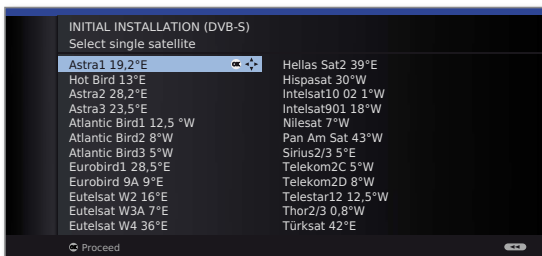 INITIAL INSTALLATION (DVB-S)
Select single satellite
Astra1 19,2°E OK
Hot Bird 13°E
Astra2 28,2°E
Astra3 23,5°E
Atlantic Bird1 12,5 °W
Atlantic Bird2 8°W
Atlantic Bird3 5°W
Eurobird1 28,5°E
Eurobird 9A 9°E
Eutelsat W2 16°E
Eutelsat W3A 7°E
Eutelsat W4 36°E
Hellas Sat2 39°E
Hispasat 30°W
Intelsat10 02 1°W
Intelsat901 18°W
Nilesat 7°W
Pan Am Sat 43°W
Sirius2/3 5°E
Telekom2C 5°W
Telekom2D 8°W
Telestar12 12,5°W
Thor2/3 0,8°W
Türksat 42°E
OK Proceed